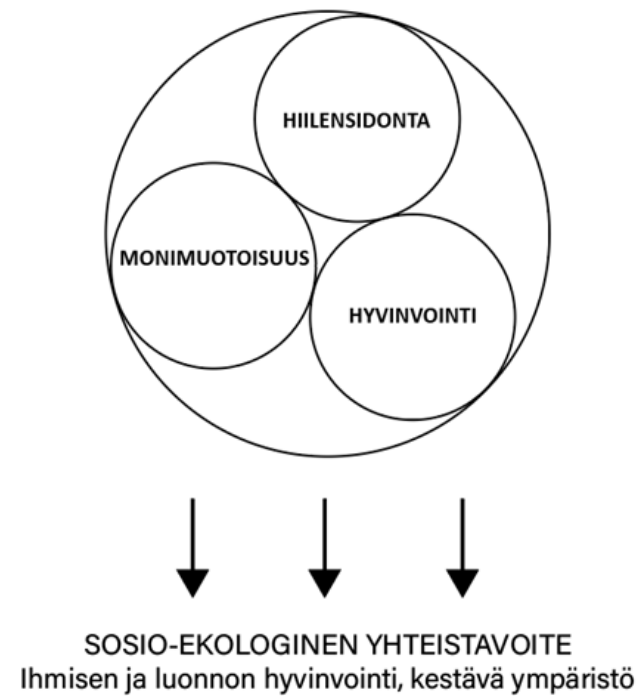 HIILENSIDONTA
MONIMUOTOISUUS
HYVINVOINTI
SOSIO-EKOLOGINEN YHTEISTAVOITE
Ihmisen ja luonnon hyvinvointi, kestävä ympäristö